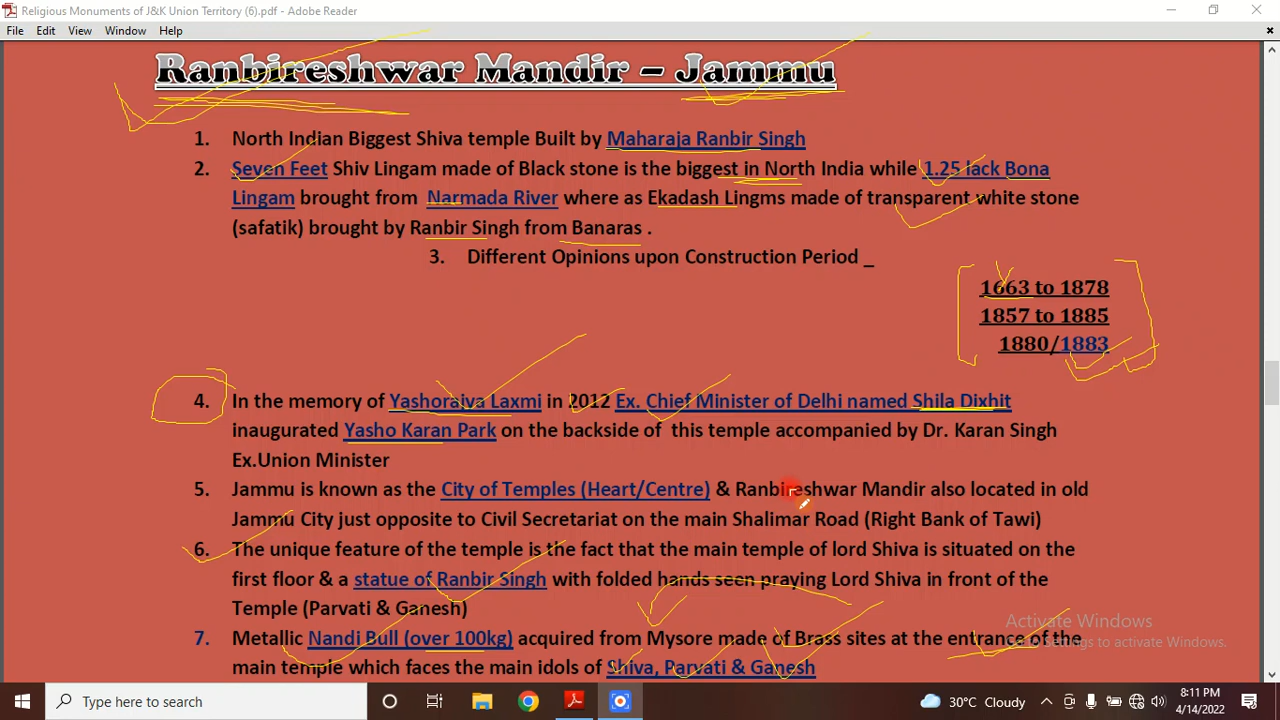 Religious Monuments of J&K Union Territory (6).pdf - Adobe Reader
File Edit View Window Help
Ranbireshwar Mandir – Jammu
1. North Indian Biggest Shiva temple Built by Maharaja Ranbir Singh
2. Seven Feet Shiv Lingam made of Black stone is the biggest in North India while 1.25 lack Bona
Lingam brought from Narmada River where as Ekadash Lingms made of transparent white stone
(safatik) brought by Ranbir Singh from Banaras .
3. Different Opinions upon Construction Period _
1663 to 1878
1857 to 1885
1880/1883
4. In the memory of Yashorajya Laxmi in 2012 Ex. Chief Minister of Delhi named Shila Dixhit
inaugurated Yasho Karan Park on the backside of this temple accompanied by Dr. Karan Singh
Ex.Union Minister
5. Jammu is known as the City of Temples (Heart/Centre) & Ranbireshwar Mandir also located in old
Jammu City just opposite to Civil Secretariat on the main Shalimar Road (Right Bank of Tawi)
6. The unique feature of the temple is the fact that the main temple of lord Shiva is situated on the
first floor & a statue of Ranbir Singh with folded hands seen praying Lord Shiva in front of the
Temple (Parvati & Ganesh)
7. Metallic Nandi Bull (over 100kg) acquired from Mysore made of Brass sites at the entrance of the
main temple which faces the main idols of Shiva, Parvati & Ganesh
Activate Windows
Go to Settings to activate Windows.
Type here to search
30°C Cloudy
8:11 PM
4/14/2022